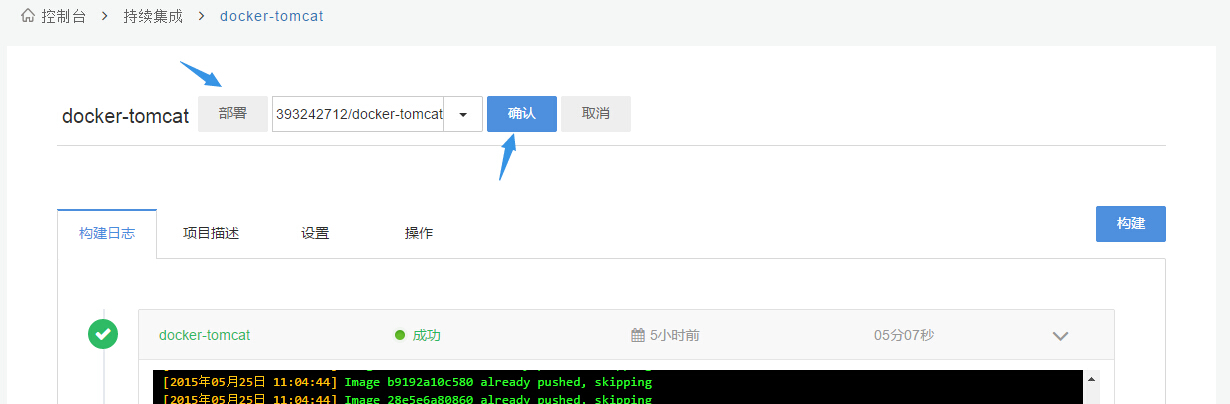 控制台 > 持续集成 > docker-tomcat
docker-tomcat 部署 393242712/docker-tomcat 确认 取消
构建
构建日志 项目描述 设置 操作
docker-tomcat 成功 5小时前 05分07秒
[2015年05月25日 11:04:44] Image b9192a10c580 already pushed, skipping
[2015年05月25日 11:04:44] Image 28e5e6a80860 already pushed, skipping